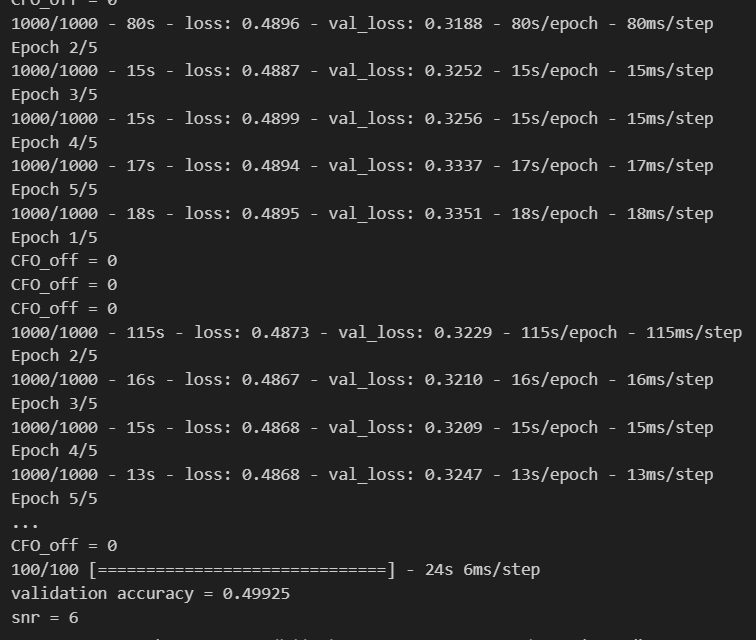 CFO_off = 0
1000/1000 - 80s - loss: 0.4896 - val_loss: 0.3188 - 80s/epoch - 80ms/step
Epoch 2/5
1000/1000 - 15s - loss: 0.4887 - val_loss: 0.3252 - 15s/epoch - 15ms/step
Epoch 3/5
1000/1000 - 15s - loss: 0.4899 - val_loss: 0.3256 - 15s/epoch - 15ms/step
Epoch 4/5
1000/1000 - 17s - loss: 0.4894 - val_loss: 0.3337 - 17s/epoch - 17ms/step
Epoch 5/5
1000/1000 - 18s - loss: 0.4895 - val_loss: 0.3351 - 18s/epoch - 18ms/step
Epoch 1/5
CFO_off = 0
CFO_off = 0
CFO_off = 0
1000/1000 - 115s - loss: 0.4873 - val_loss: 0.3229 - 115s/epoch - 115ms/step
Epoch 2/5
1000/1000 - 16s - loss: 0.4867 - val_loss: 0.3210 - 16s/epoch - 16ms/step
Epoch 3/5
1000/1000 - 15s - loss: 0.4868 - val_loss: 0.3209 - 15s/epoch - 15ms/step
Epoch 4/5
1000/1000 - 13s - loss: 0.4868 - val_loss: 0.3247 - 13s/epoch - 13ms/step
Epoch 5/5
...
CFO_off = 0
100/100 [==============================] - 24s 6ms/step
validation accuracy = 0.49925
snr = 6